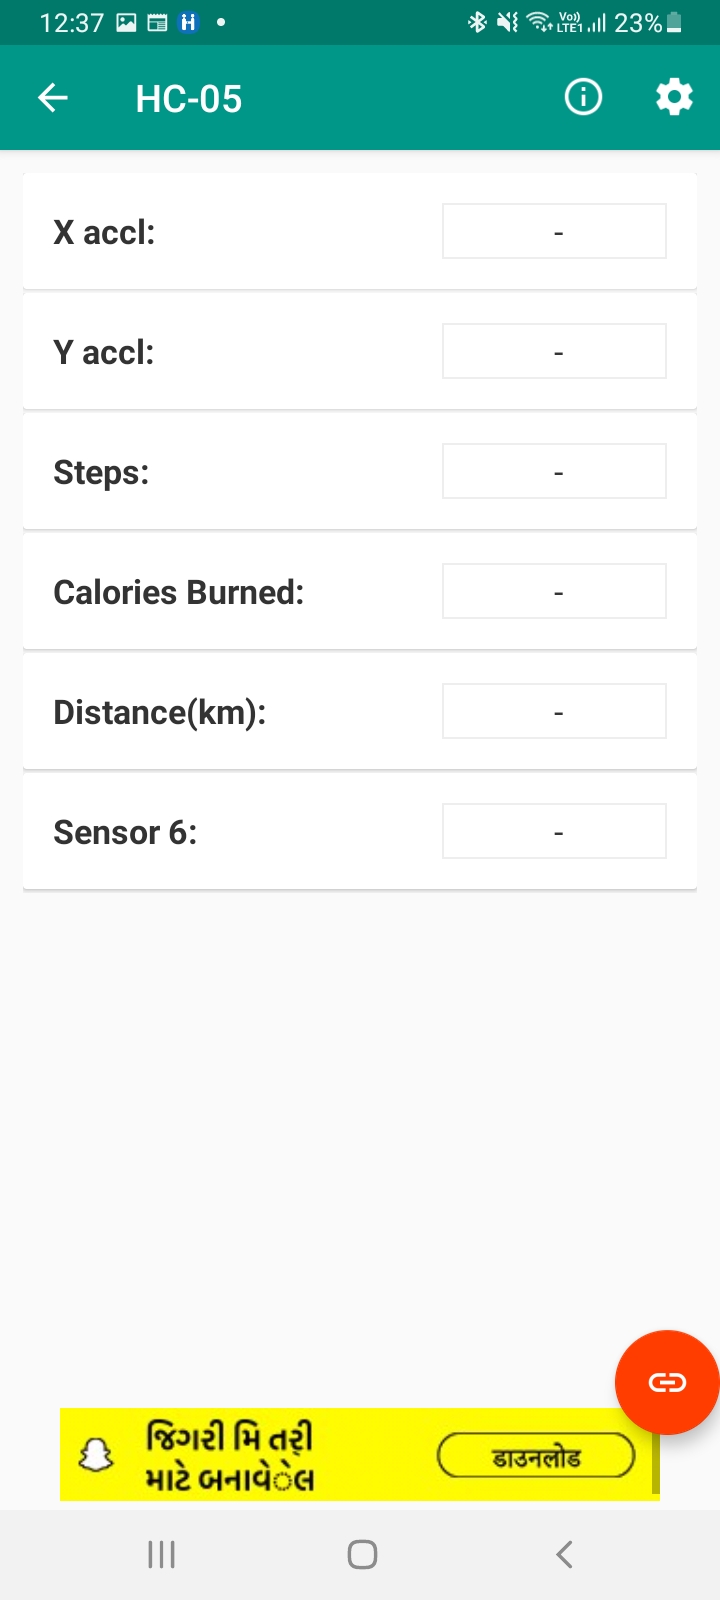 12:37
Vo))
LTE1
23%
HC-05
X accl:
-
Y accl:
-
Steps:
-
Calories Burned:
-
Distance(km):
-
Sensor 6:
-
જિગરી મિ ત્રી
માટે બનાવેેલ
डाउनलोड